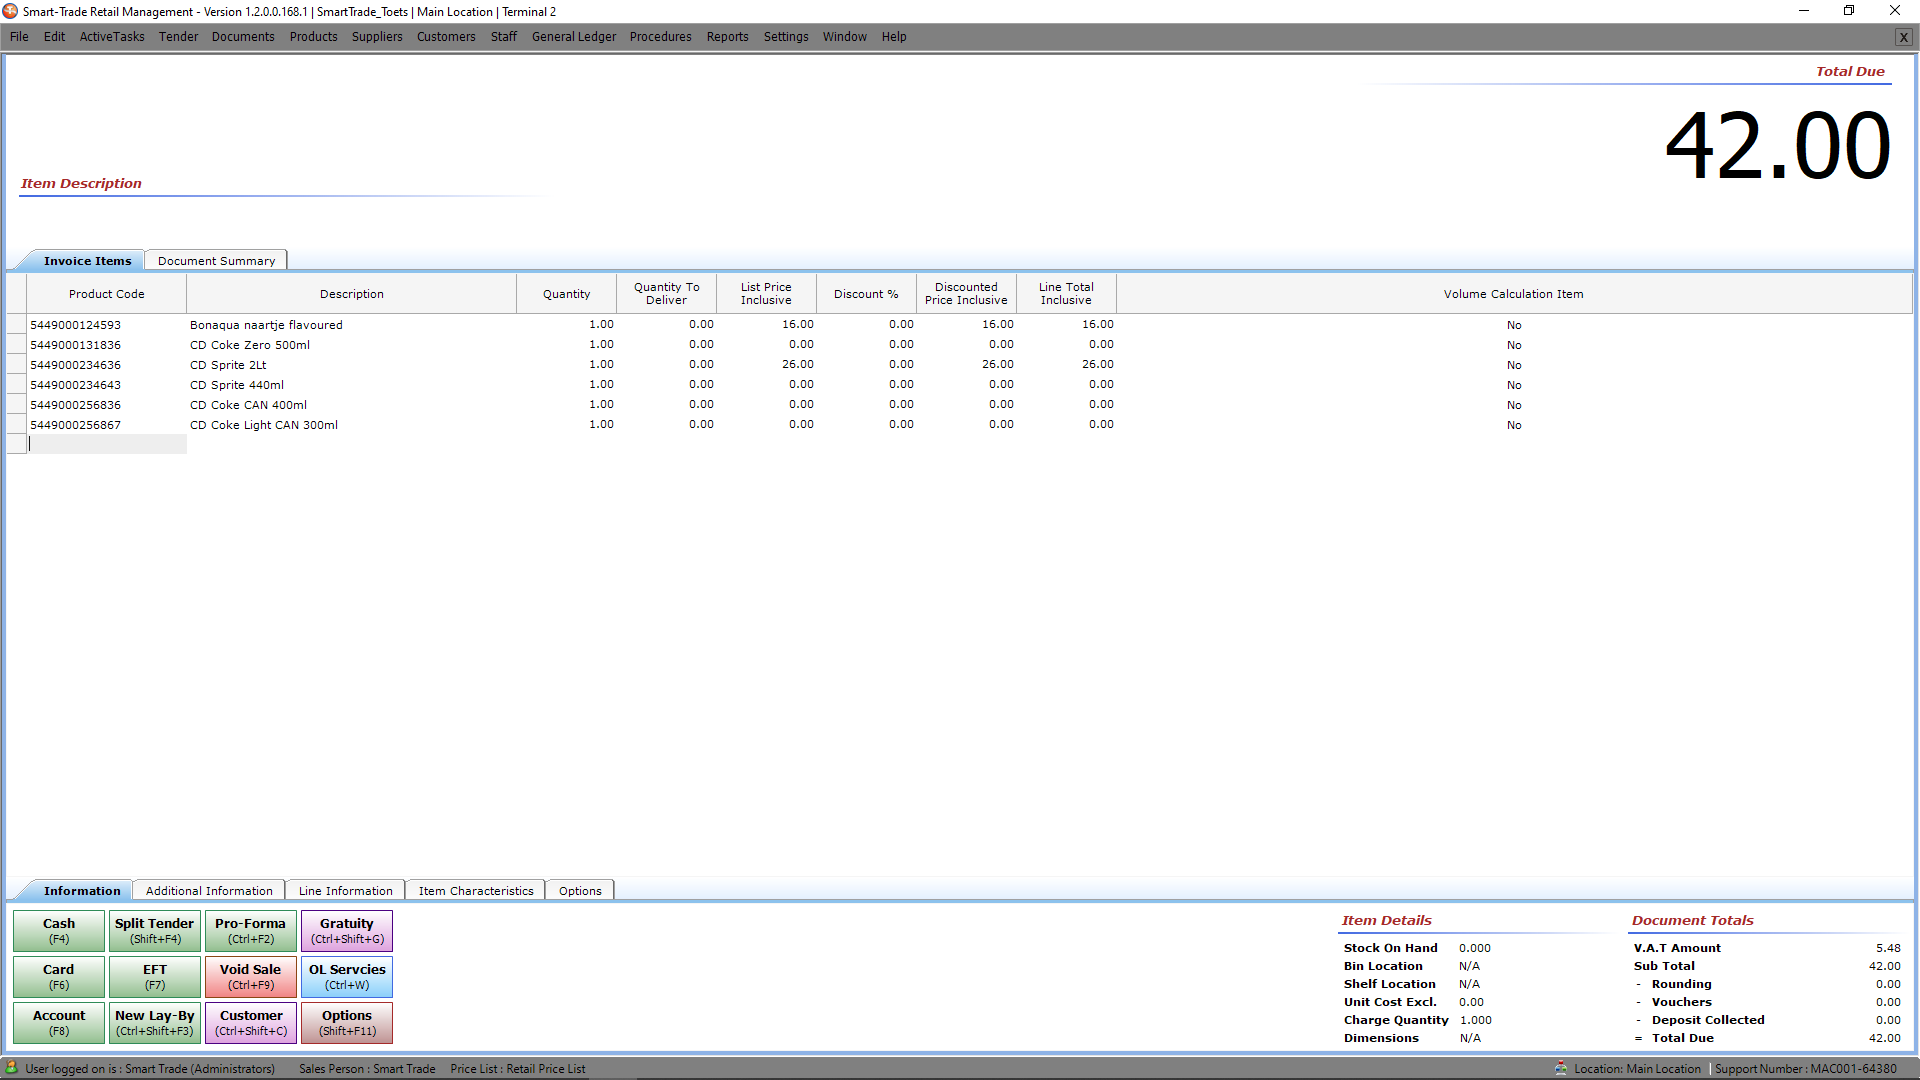 Smart-Trade Retail Management - Version 1.2.0.0.168.1 | SmartTrade_Toets | Main Location | Terminal 2
File Edit ActiveTasks Tender Documents Products Suppliers Customers Staff General Ledger Procedures Reports Settings Window Help X
Total Due
42.00
Item Description
Invoice Items Document Summary
Product Code Description Quantity Quantity To Deliver List Price Inclusive Discount % Discounted Price Inclusive Line Total Inclusive Volume Calculation Item
5449000124593 Bonaqua naartje flavoured 1.00 0.00 16.00 0.00 16.00 16.00 No
5449000131836 CD Coke Zero 500ml 1.00 0.00 0.00 0.00 0.00 0.00 No
5449000234636 CD Sprite 2Lt 1.00 0.00 26.00 0.00 26.00 26.00 No
5449000234643 CD Sprite 440ml 1.00 0.00 0.00 0.00 0.00 0.00 No
5449000256836 CD Coke CAN 400ml 1.00 0.00 0.00 0.00 0.00 0.00 No
5449000256867 CD Coke Light CAN 300ml 1.00 0.00 0.00 0.00 0.00 0.00 No
Information Additional Information Line Information Item Characteristics Options
Cash Split Tender Pro-Forma Gratuity
(F4) (Shift+F4) (Ctrl+F2) (Ctrl+Shift+G)
Card EFT Void Sale OL Servcies
(F6) (F7) (Ctrl+F9) (Ctrl+W)
Account New Lay-By Customer Options
(F8) (Ctrl+Shift+F3) (Ctrl+Shift+C) (Shift+F11)
Item Details
Stock On Hand 0.000
Bin Location N/A
Shelf Location N/A
Unit Cost Excl. 0.00
Charge Quantity 1.000
Dimensions N/A
Document Totals
V.A.T Amount 5.48
Sub Total 42.00
- Rounding 0.00
- Vouchers 0.00
- Deposit Collected 0.00
= Total Due 42.00
User logged on is : Smart Trade (Administrators) Sales Person : Smart Trade Price List : Retail Price List Location: Main Location | Support Number : MAC001-64380